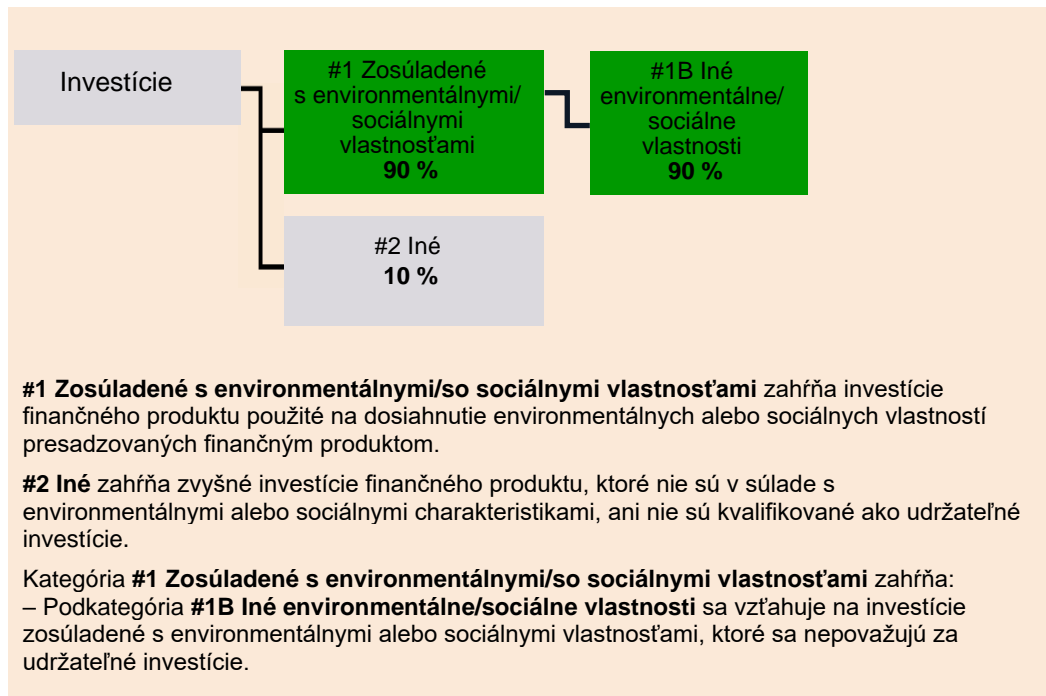 Investície
#1 Zosúladené
s environmentálnymi/
sociálnymi
vlastnosťami
90 %
#1B Iné
environmentálne/
sociálne
vlastnosti
90 %
#2 Iné
10 %
#1 Zosúladené s environmentálnymi/so sociálnymi vlastnosťami zahŕňa investície
finančného produktu použité na dosiahnutie environmentálnych alebo sociálnych vlastností
presadzovaných finančným produktom.
#2 Iné zahŕňa zvyšné investície finančného produktu, ktoré nie sú v súlade s
environmentálnymi alebo sociálnymi charakteristikami, ani nie sú kvalifikované ako udržateľné
investície.
Kategória #1 Zosúladené s environmentálnymi/so sociálnymi vlastnosťami zahŕňa:
– Podkategória #1B Iné environmentálne/sociálne vlastnosti sa vzťahuje na investície
zosúladené s environmentálnymi alebo sociálnymi vlastnosťami, ktoré sa nepovažujú za
udržateľné investície.